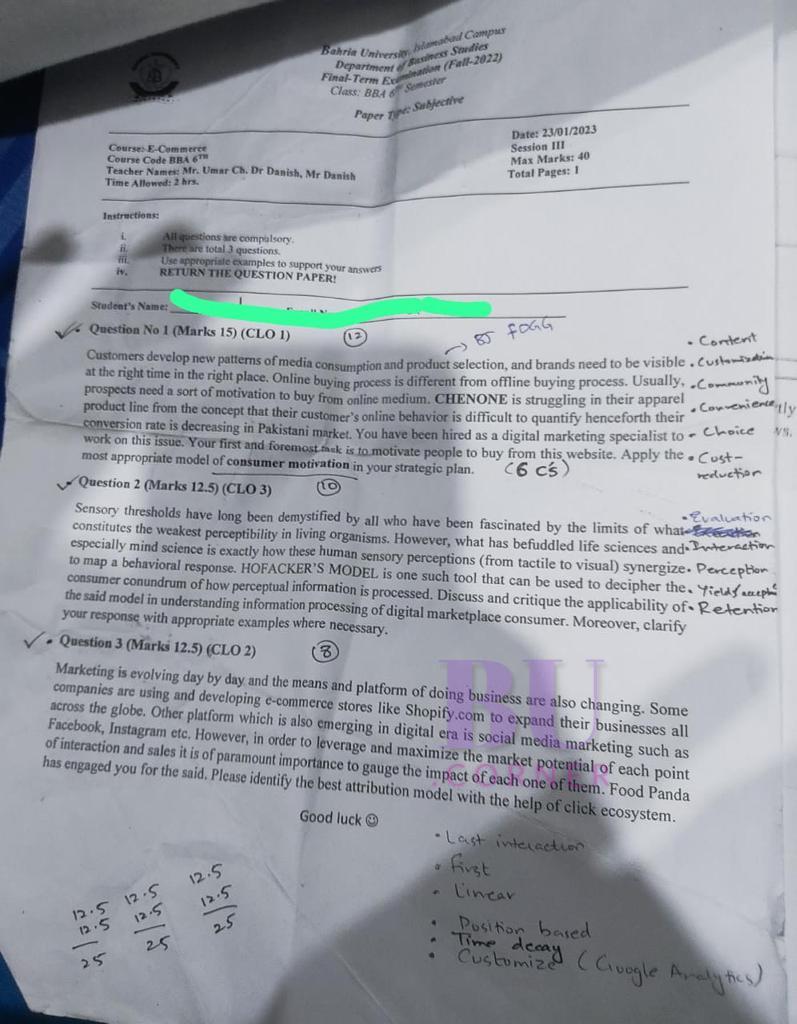 Bahria University, Islamabad Campus
Department of Business Studies
Final-Term Examination (Fall-2022)
Class: BBA 6th Semester
Paper Type: Subjective
Course: E-Commerce
Course Code BBA 6TH
Teacher Names: Mr. Umar Ch. Dr Danish, Mr Danish
Time Allowed: 2 hrs.
Date: 23/01/2023
Session III
Max Marks: 40
Total Pages: 1
Instructions:
i. All questions are compulsory.
ii. There are total 3 questions.
iii. Use appropriate examples to support your answers
iv. RETURN THE QUESTION PAPER!
Student's Name:
Question No 1 (Marks 15) (CLO 1)
12
BJ FOGG
Customers develop new patterns of media consumption and product selection, and brands need to be visible
at the right time in the right place. Online buying process is different from offline buying process. Usually,
prospects need a sort of motivation to buy from online medium. CHENONE is struggling in their apparel
product line from the concept that their customer's online behavior is difficult to quantify henceforth their
conversion rate is decreasing in Pakistani market. You have been hired as a digital marketing specialist to
work on this issue. Your first and foremost task is to motivate people to buy from this website. Apply the
most appropriate model of consumer motivation in your strategic plan.
(6 C's)
• Content
• Customization
• Community
• Convenience
• Choice
• Cost-
reduction
Question 2 (Marks 12.5) (CLO 3)
10
Sensory thresholds have long been demystified by all who have been fascinated by the limits of what
constitutes the weakest perceptibility in living organisms. However, what has befuddled life sciences and
especially mind science is exactly how these human sensory perceptions (from tactile to visual) synergize
to map a behavioral response. HOFACKER'S MODEL is one such tool that can be used to decipher the
consumer conundrum of how perceptual information is processed. Discuss and critique the applicability of
the said model in understanding information processing of digital marketplace consumer. Moreover, clarify
your response with appropriate examples where necessary.
• Evaluation
• Interaction
• Perception
• Yield/accept
• Retention
• Question 3 (Marks 12.5) (CLO 2)
8
Marketing is evolving day by day and the means and platform of doing business are also changing. Some
companies are using and developing e-commerce stores like Shopify.com to expand their businesses all
across the globe. Other platform which is also emerging in digital era is social media marketing such as
Facebook, Instagram etc. However, in order to leverage and maximize the market potential of each point
of interaction and sales it is of paramount importance to gauge the impact of each one of them. Food Panda
has engaged you for the said. Please identify the best attribution model with the help of click ecosystem.
BU
CORNER
Good luck ☺
• Last interaction
• first
• Linear
• Position based
• Time decay
• Customize (Google Analytics)
12.5 12.5 12.5
12.5 12.5 12.5
25 25 25